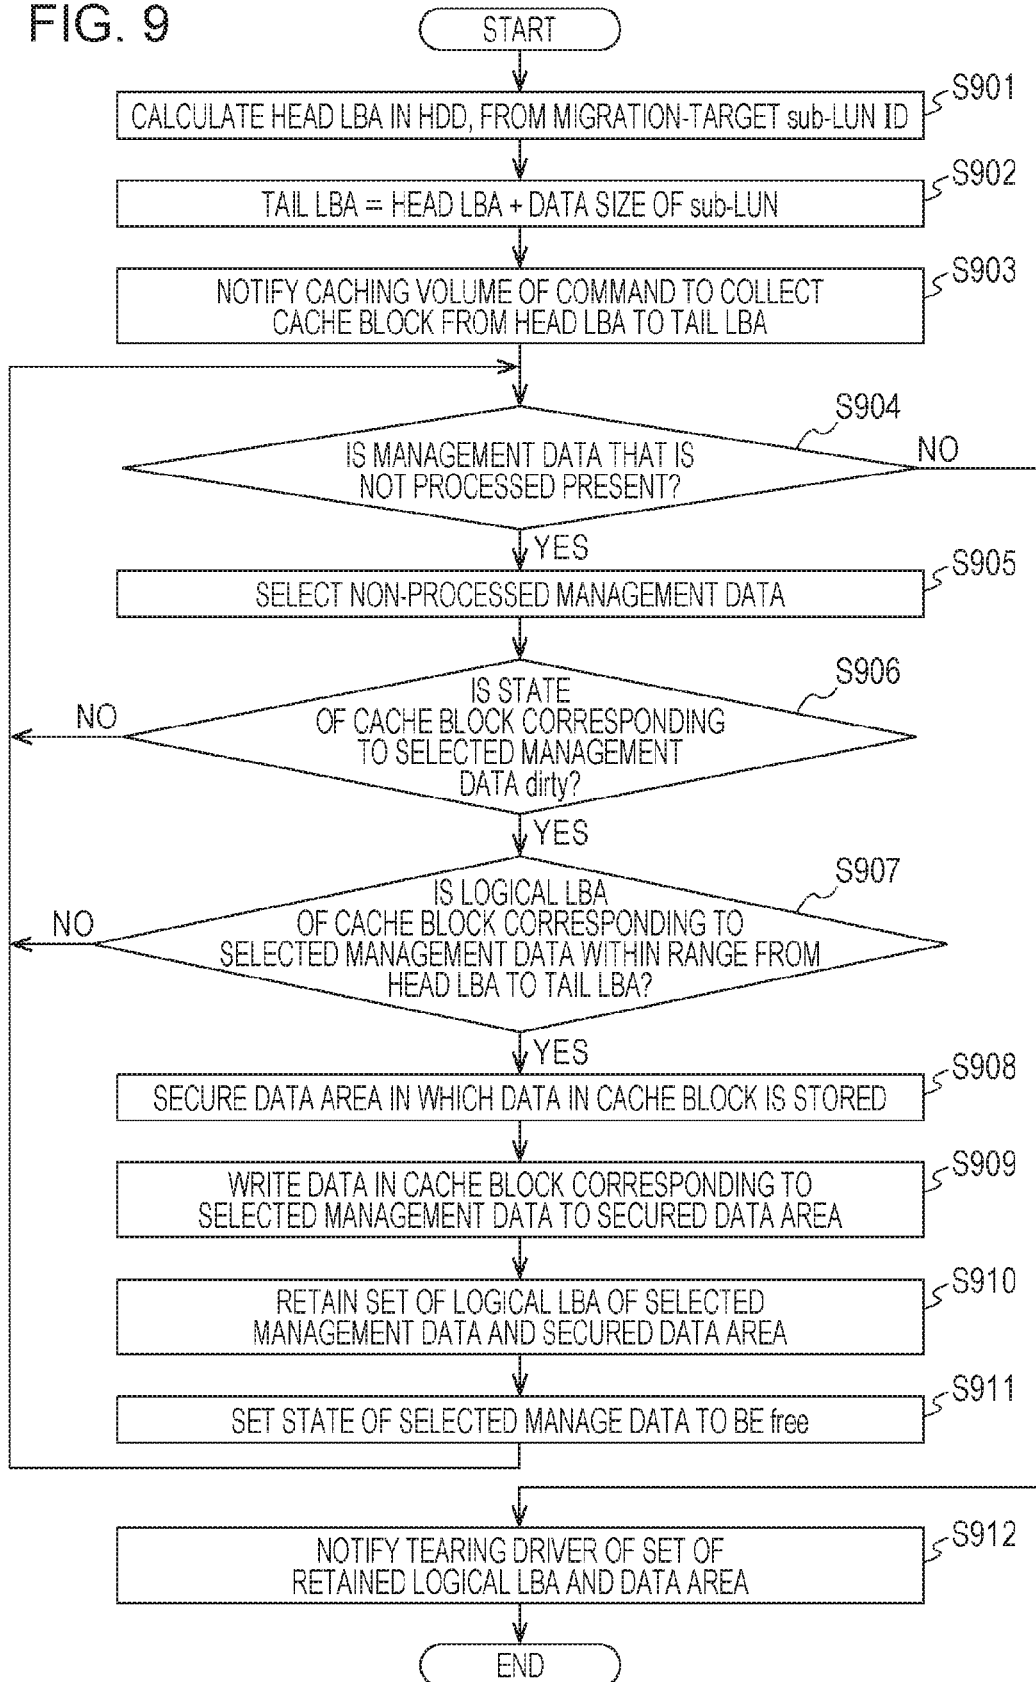 FIG. 9
START
S901
CALCULATE HEAD LBA IN HDD, FROM MIGRATION-TARGET sub-LUN ID
S902
TAIL LBA = HEAD LBA + DATA SIZE OF sub-LUN
S903
NOTIFY CACHING VOLUME OF COMMAND TO COLLECT
CACHE BLOCK FROM HEAD LBA TO TAIL LBA
S904
IS MANAGEMENT DATA THAT IS
NOT PROCESSED PRESENT?
NO
YES
S905
SELECT NON-PROCESSED MANAGEMENT DATA
S906
IS STATE
OF CACHE BLOCK CORRESPONDING
TO SELECTED MANAGEMENT
DATA dirty?
NO
YES
S907
IS LOGICAL LBA
OF CACHE BLOCK CORRESPONDING TO
SELECTED MANAGEMENT DATA WITHIN RANGE FROM
HEAD LBA TO TAIL LBA?
NO
YES
S908
SECURE DATA AREA IN WHICH DATA IN CACHE BLOCK IS STORED
S909
WRITE DATA IN CACHE BLOCK CORRESPONDING TO
SELECTED MANAGEMENT DATA TO SECURED DATA AREA
S910
RETAIN SET OF LOGICAL LBA OF SELECTED
MANAGEMENT DATA AND SECURED DATA AREA
S911
SET STATE OF SELECTED MANAGE DATA TO BE free
S912
NOTIFY TEARING DRIVER OF SET OF
RETAINED LOGICAL LBA AND DATA AREA
END